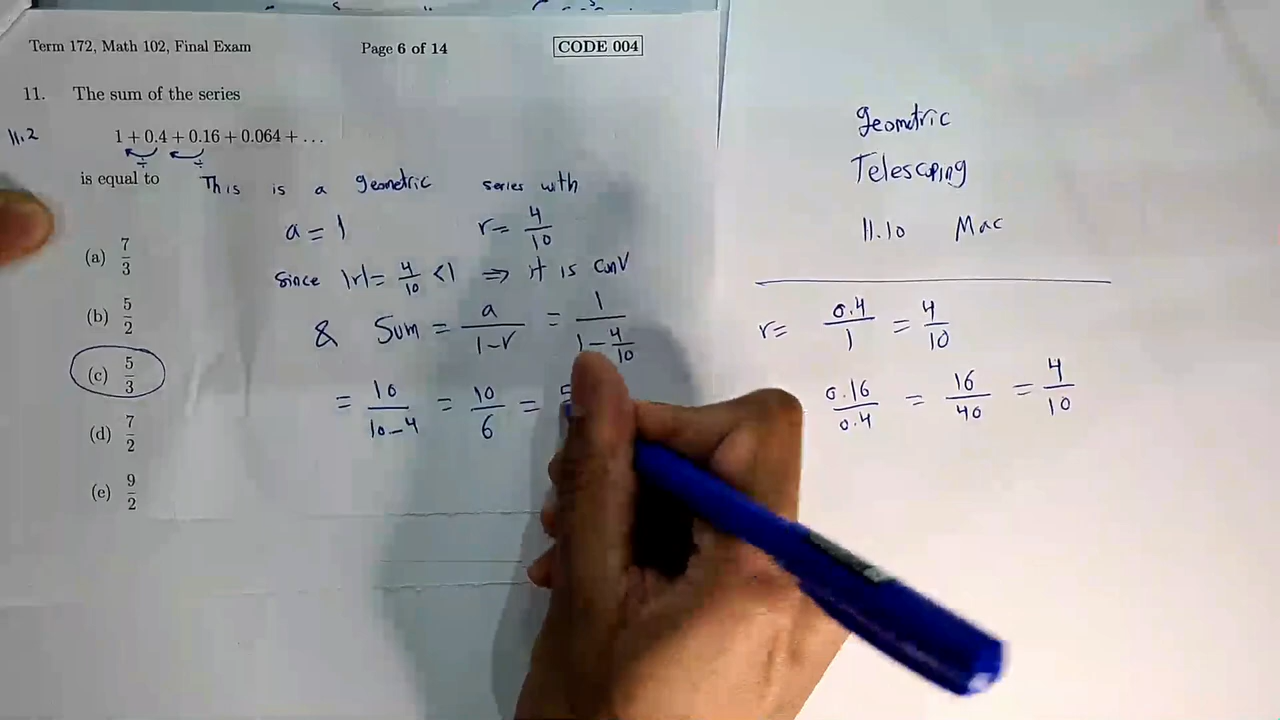 Term 172, Math 102, Final Exam Page 6 of 14 CODE 004
11. The sum of the series
11.2 1 + 0.4 + 0.16 + 0.064 + ...
÷ ÷
is equal to This is a geometric series with
a = 1 r = 4/10
since |r| = 4/10 < 1 ⇒ it is conv
& Sum = a/(1-r) = 1/(1 - 4/10)
= 10/(10-4) = 10/6 = 5
(a) 7/3
(b) 5/2
(c) 5/3
(d) 7/2
(e) 9/2
geometric
Telescoping
11.10 Mac
r = 0.4/1 = 4/10
0.16/0.4 = 16/40 = 4/10